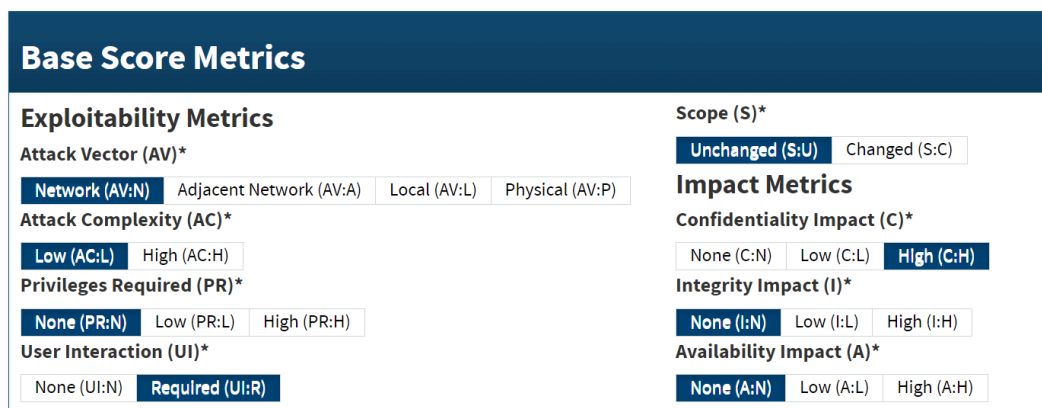 Base Score Metrics
Exploitability Metrics
Attack Vector (AV)*
Network (AV:N) Adjacent Network (AV:A) Local (AV:L) Physical (AV:P)
Attack Complexity (AC)*
Low (AC:L) High (AC:H)
Privileges Required (PR)*
None (PR:N) Low (PR:L) High (PR:H)
User Interaction (UI)*
None (UI:N) Required (UI:R)
Scope (S)*
Unchanged (S:U) Changed (S:C)
Impact Metrics
Confidentiality Impact (C)*
None (C:N) Low (C:L) High (C:H)
Integrity Impact (I)*
None (I:N) Low (I:L) High (I:H)
Availability Impact (A)*
None (A:N) Low (A:L) High (A:H)